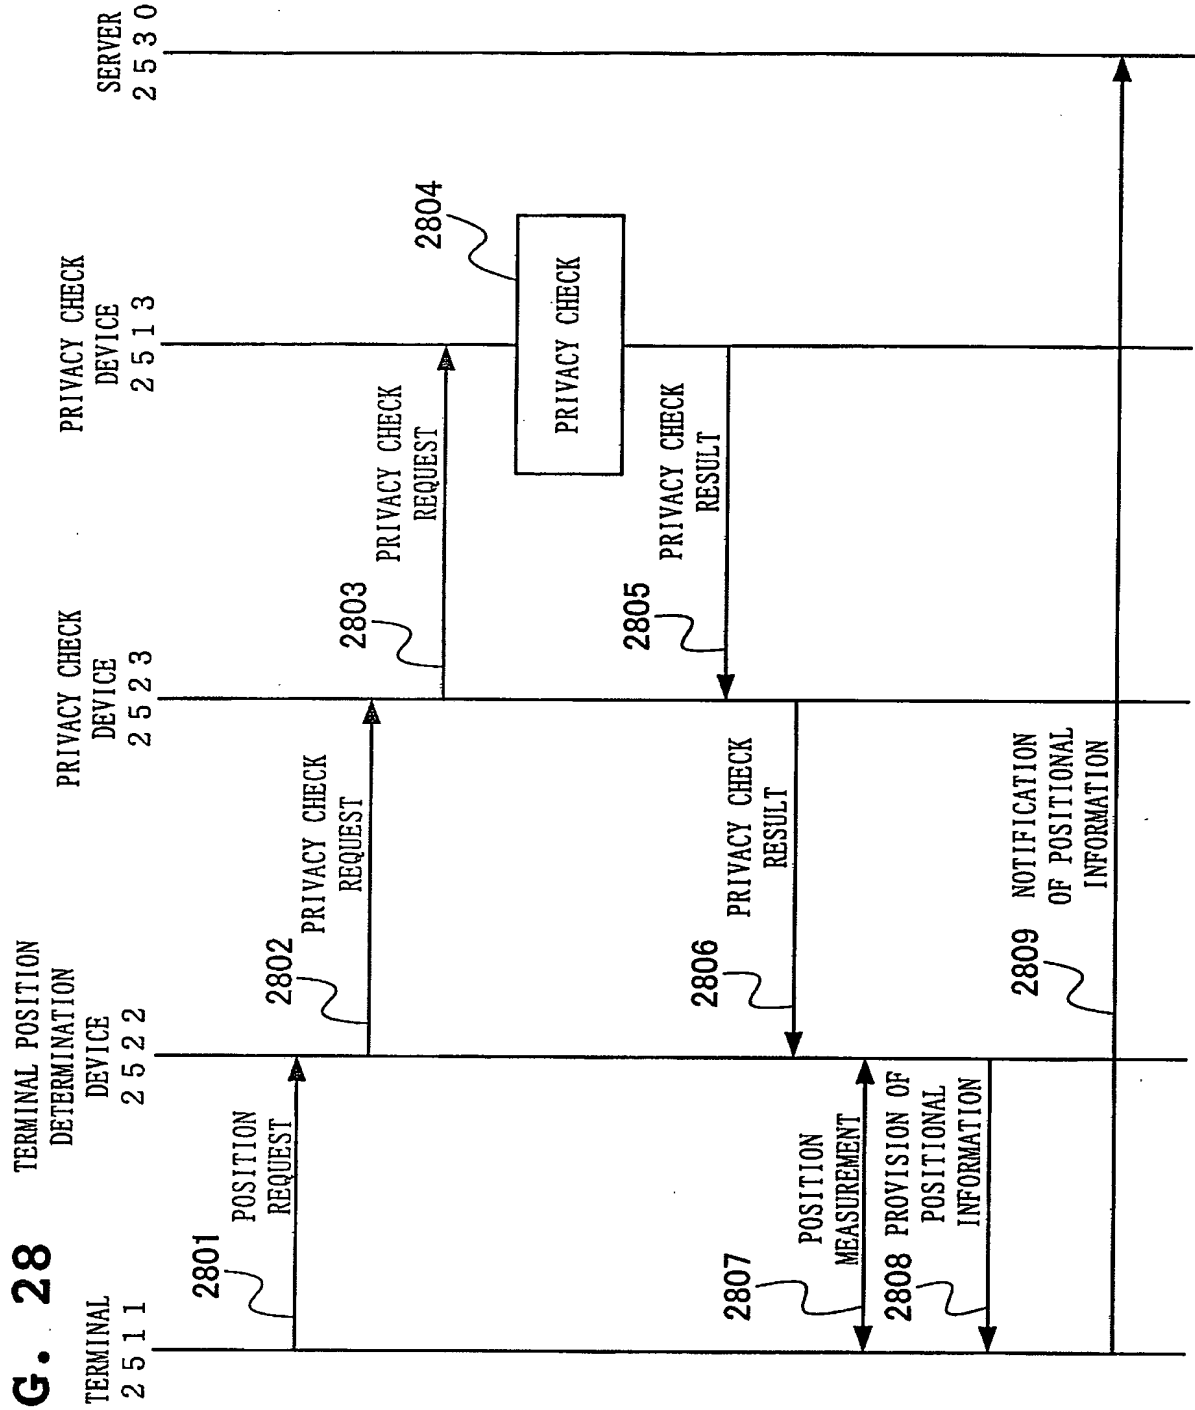 G. 28
TERMINAL
2511
TERMINAL POSITION
DETERMINATION
DEVICE
2522
PRIVACY CHECK
DEVICE
2523
PRIVACY CHECK
DEVICE
2513
SERVER
2530
2801
POSITION
REQUEST
2802
PRIVACY CHECK
REQUEST
2803
PRIVACY CHECK
REQUEST
2804
PRIVACY CHECK
2805
PRIVACY CHECK
RESULT
2806
PRIVACY CHECK
RESULT
2807
POSITION
MEASUREMENT
2808 PROVISION OF
POSITIONAL
INFORMATION
2809
NOTIFICATION
OF POSITIONAL
INFORMATION